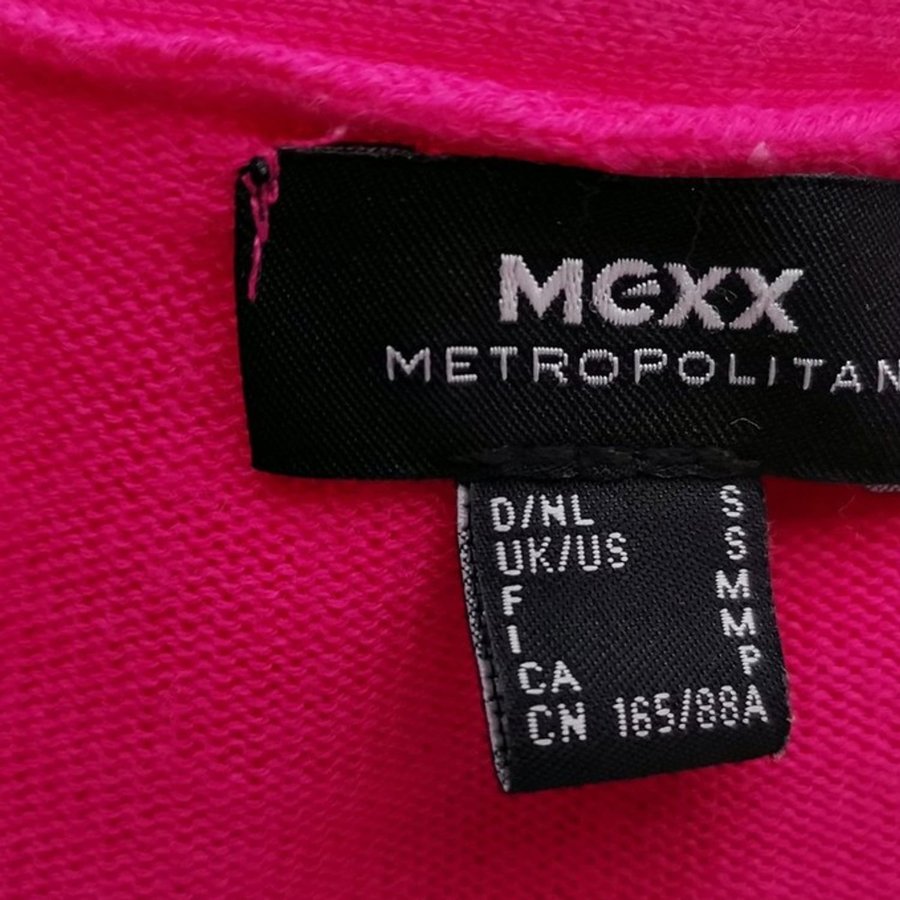 MEXX
METROPOLITAN
D/NL S
UK/US S
F M
I M
CA P
CN 165/88A